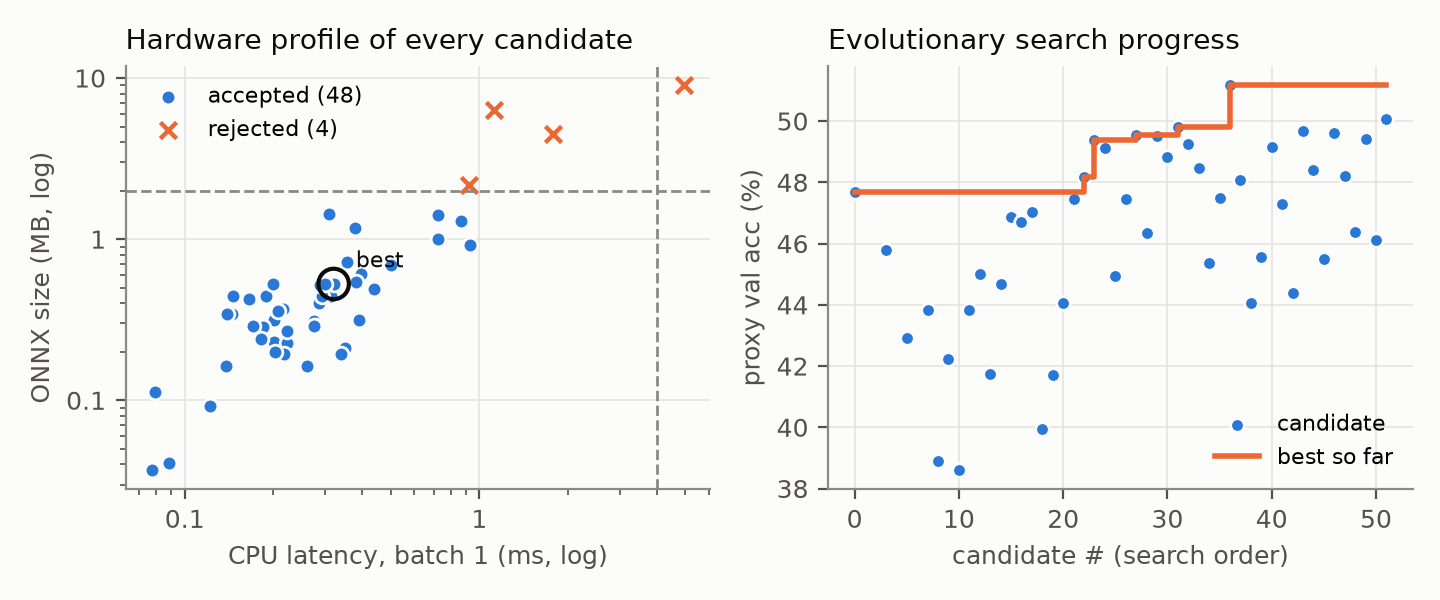 Hardware profile of every candidate
10
1
0.1
ONNX size (MB, log)
accepted (48)
rejected (4)
best
0.1
1
CPU latency, batch 1 (ms, log)
Evolutionary search progress
50
48
46
44
42
40
38
proxy val acc (%)
candidate
best so far
0
10
20
30
40
50
candidate # (search order)